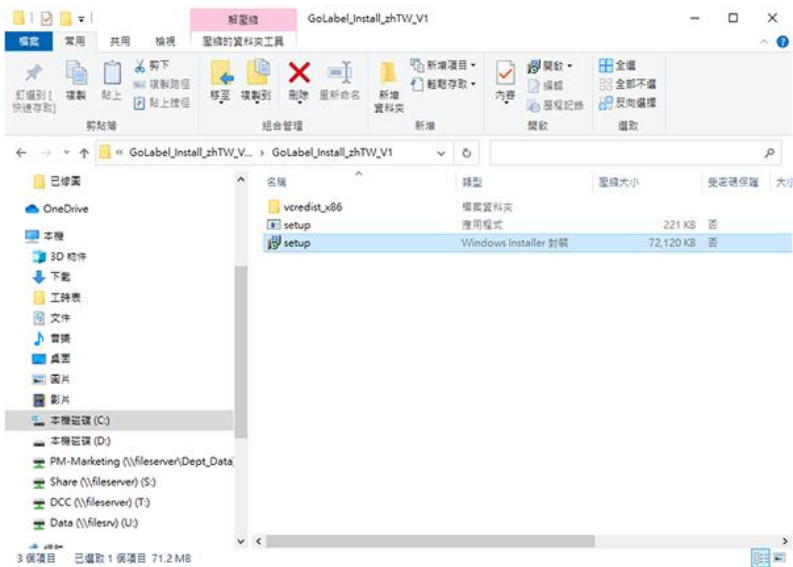 解壓縮
GoLabel_Install_zhTW_V1
檔案
常用
共用
檢視
壓縮的資料夾工具
釘選到 [
快速存取]
複製
貼上
剪下
複製路徑
貼上捷徑
剪貼簿
移至
複製到
刪除
重新命名
組合管理
新增
資料夾
新增項目
輕鬆存取
新增
內容
開啟
編輯
歷程記錄
開啟
全選
全部不選
反向選擇
選取
« GoLabel_Install_zhTW_V... › GoLabel_Install_zhTW_V1
已修圖
OneDrive
本機
3D 物件
下載
工時表
文件
音樂
桌面
圖片
影片
本機磁碟 (C:)
本機磁碟 (D:)
PM-Marketing (\\fileserver\Dept_Data
Share (\\fileserver) (S:)
DCC (\\fileserver) (T:)
Data (\\filesrv) (U:)
名稱 類型 壓縮大小 受密碼保護 大小
vcredist_x86 檔案資料夾
setup 應用程式 221 KB 否
setup Windows Installer 封裝 72,120 KB 否
3 個項目 已選取 1 個項目 71.2 MB